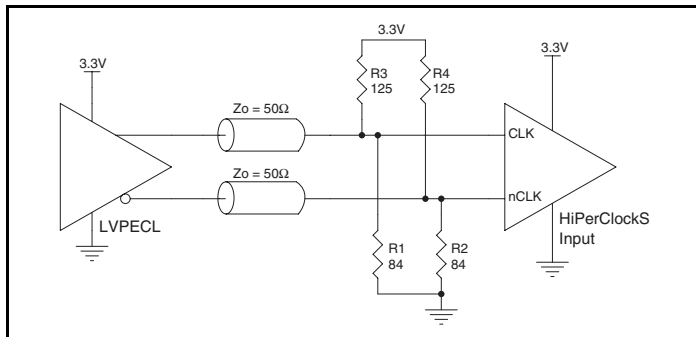 3.3V
3.3V
3.3V
R3
125
R4
125
Zo = 50Ω
CLK
Zo = 50Ω
nCLK
LVPECL
HiPerClockS
Input
R1
84
R2
84